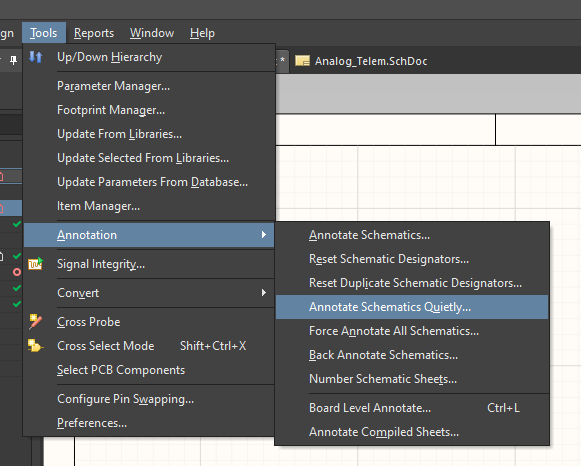 gn Tools Reports Window Help
Up/Down Hierarchy
* Analog_Telem.SchDoc
Parameter Manager...
Footprint Manager...
Update From Libraries...
Update Selected From Libraries...
Update Parameters From Database...
Item Manager...
Annotation
Signal Integrity...
Convert
Cross Probe
Cross Select Mode Shift+Ctrl+X
Select PCB Components
Configure Pin Swapping...
Preferences...
Annotate Schematics...
Reset Schematic Designators...
Reset Duplicate Schematic Designators...
Annotate Schematics Quietly...
Force Annotate All Schematics...
Back Annotate Schematics...
Number Schematic Sheets...
Board Level Annotate... Ctrl+L
Annotate Compiled Sheets...